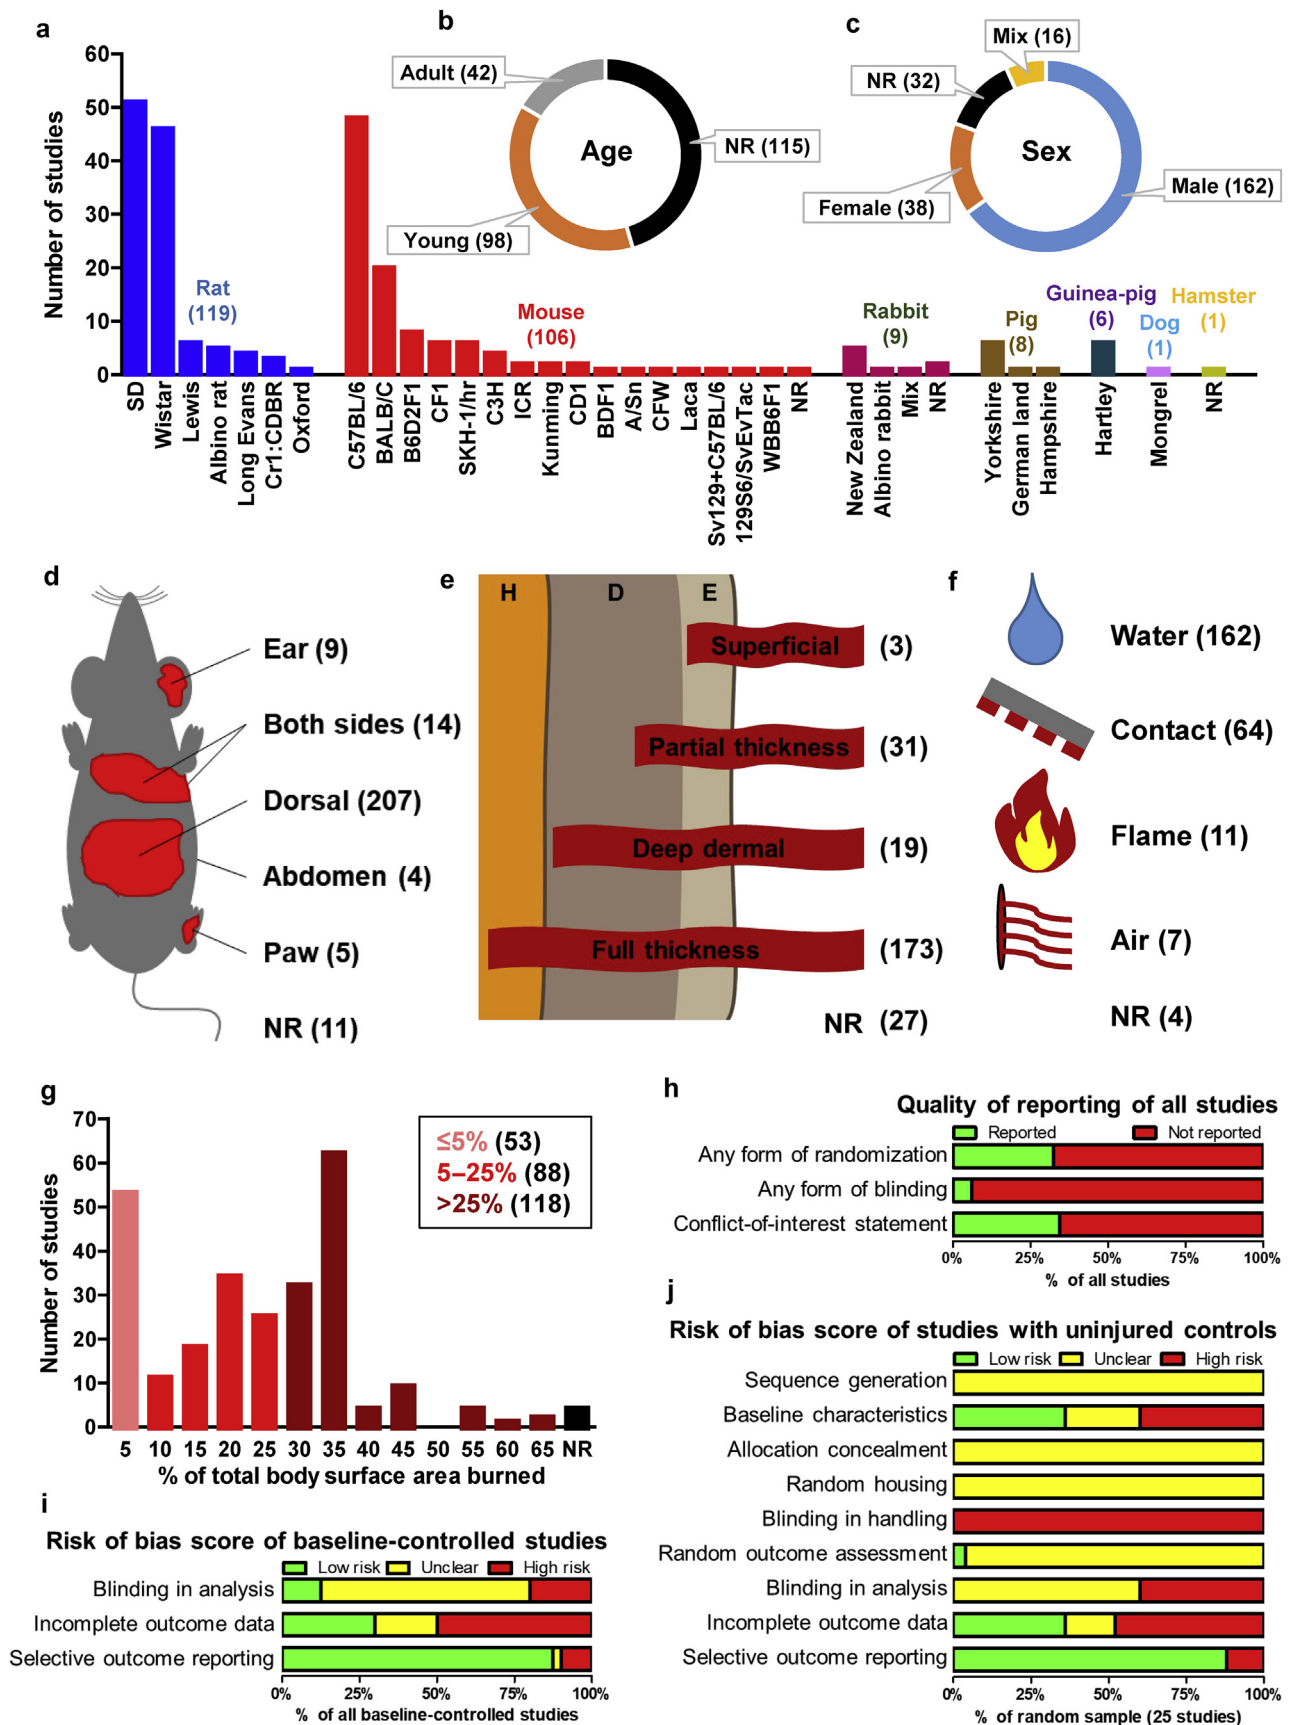 a
Number of studies
60
50
40
30
20
10
0
Rat
(119)
Mouse
(106)
Rabbit
(9)
Pig
(8)
Guinea-pig
(6)
Dog
(1)
Hamster
(1)
SD
Wistar
Lewis
Albino rat
Long Evans
Cr1:CDBR
Oxford
C57BL/6
BALB/C
B6D2F1
CF1
SKH-1/hr
C3H
ICR
Kunming
CD1
BDF1
A/Sn
CFW
Laca
Sv129+C57BL/6
129S6/SvEvTac
WBB6F1
NR
New Zealand
Albino rabbit
Mix
NR
Yorkshire
German land
Hampshire
Hartley
Mongrel
NR
b
Adult (42)
Age
NR (115)
Young (98)
c
Mix (16)
NR (32)
Sex
Male (162)
Female (38)
d
Ear (9)
Both sides (14)
Dorsal (207)
Abdomen (4)
Paw (5)
NR (11)
e
H D E
Superficial (3)
Partial thickness (31)
Deep dermal (19)
Full thickness (173)
NR (27)
f
Water (162)
Contact (64)
Flame (11)
Air (7)
NR (4)
g
Number of studies
70
60
50
40
30
20
10
0
≤5% (53)
5–25% (88)
>25% (118)
5 10 15 20 25 30 35 40 45 50 55 60 65 NR
% of total body surface area burned
h
Quality of reporting of all studies
Reported Not reported
Any form of randomization
Any form of blinding
Conflict-of-interest statement
0% 25% 50% 75% 100%
% of all studies
i
Risk of bias score of baseline-controlled studies
Low risk Unclear High risk
Blinding in analysis
Incomplete outcome data
Selective outcome reporting
0% 25% 50% 75% 100%
% of all baseline-controlled studies
j
Risk of bias score of studies with uninjured controls
Low risk Unclear High risk
Sequence generation
Baseline characteristics
Allocation concealment
Random housing
Blinding in handling
Random outcome assessment
Blinding in analysis
Incomplete outcome data
Selective outcome reporting
0% 25% 50% 75% 100%
% of random sample (25 studies)